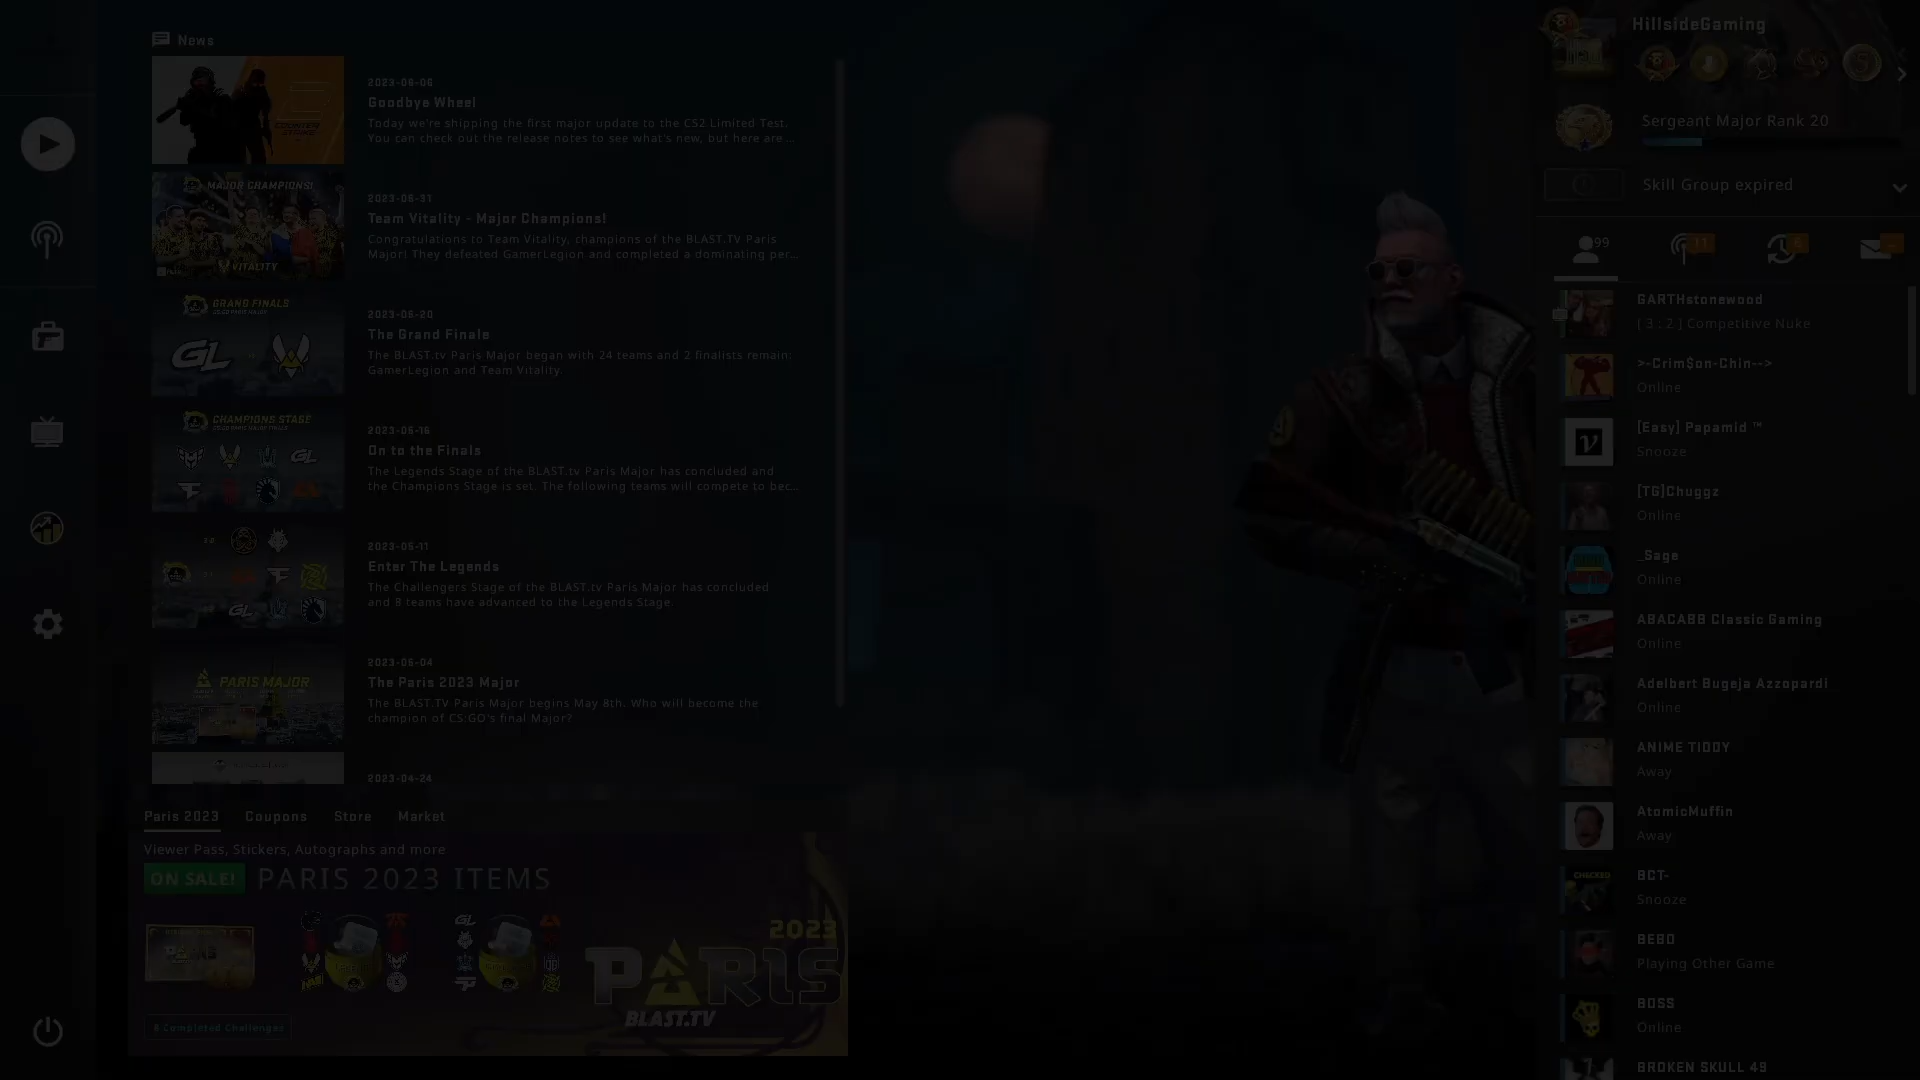 News
2023-06-06
Goodbye Wheel
Today we're shipping the first major update to the CS2 Limited Test.
You can check out the release notes to see what's new, but here are ...
COUNTER
STRIKE
MAJOR CHAMPIONS!
VITALITY
2023-05-31
Team Vitality - Major Champions!
Congratulations to Team Vitality, champions of the BLAST.TV Paris
Major! They defeated GamerLegion and completed a dominating per...
GRAND FINALS
GL
2023-05-20
The Grand Finale
The BLAST.tv Paris Major began with 24 teams and 2 finalists remain:
GamerLegion and Team Vitality.
CHAMPIONS STAGE
GL
2023-05-16
On to the Finals
The Legends Stage of the BLAST.tv Paris Major has concluded and
the Champions Stage is set. The following teams will compete to bec...
GL
2023-05-11
Enter The Legends
The Challengers Stage of the BLAST.tv Paris Major has concluded
and 8 teams have advanced to the Legends Stage.
PARIS MAJOR
2023-05-04
The Paris 2023 Major
The BLAST.TV Paris Major begins May 8th. Who will become the
champion of CS:GO's final Major?
2023-04-24
Paris 2023 Coupons Store Market
Viewer Pass, Stickers, Autographs and more
ON SALE! PARIS 2023 ITEMS
GL
2023
PARIS
BLAST.TV
6 Completed Challenges
HillsideGaming
Sergeant Major Rank 20
Skill Group expired
99 11 6
GARTHstonewood
[ 3 : 2 ] Competitive Nuke
>-Crim$on-Chin-->
Online
[Easy] Papamid ™
Snooze
[TG]Chuggz
Online
_Sage
Online
ABACABB Classic Gaming
Online
Adelbert Bugeja Azzopardi
Online
ANIME TIDDY
Away
AtomicMuffin
Away
CHECKED
BCT-
Snooze
BEBO
Playing Other Game
BOSS
Online
BROKEN SKULL 49